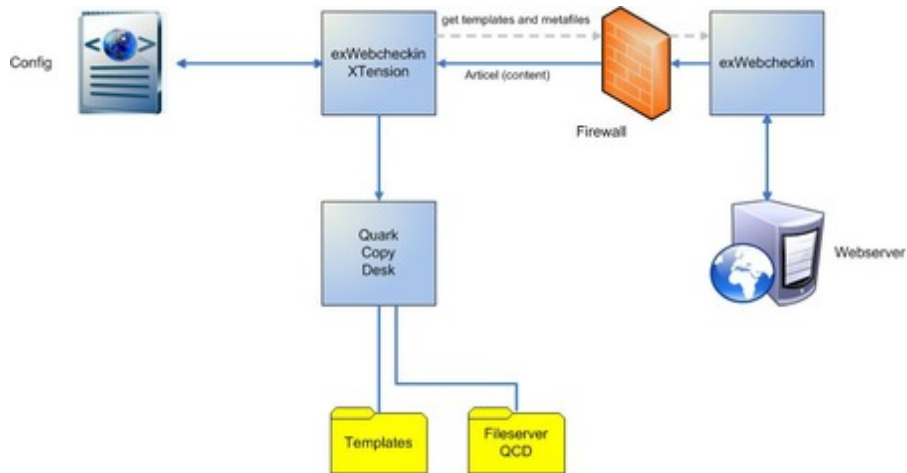 get templates and metafiles
Config
exWebcheckin
XTension
exWebcheckin
Articel (content)
Firewall
Quark
Copy
Desk
Webserver
Templates
Fileserver
QCD